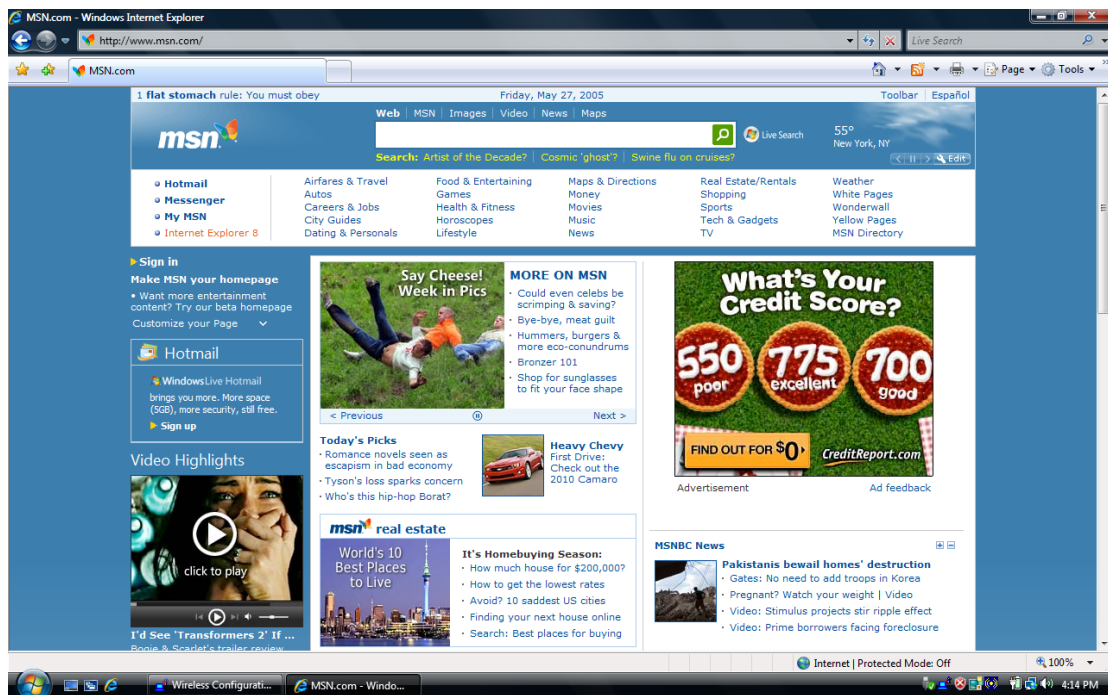 MSN.com - Windows Internet Explorer
http://www.msn.com/
Live Search
MSN.com
Page
Tools
1 flat stomach rule: You must obey
Friday, May 27, 2005
Toolbar | Español
Web | MSN | Images | Video | News | Maps
msn
Live Search
55°
New York, NY
Edit
Search: Artist of the Decade? | Cosmic 'ghost'? | Swine flu on cruises?
Hotmail
Messenger
My MSN
Internet Explorer 8
Airfares & Travel
Autos
Careers & Jobs
City Guides
Dating & Personals
Food & Entertaining
Games
Health & Fitness
Horoscopes
Lifestyle
Maps & Directions
Money
Movies
Music
News
Real Estate/Rentals
Shopping
Sports
Tech & Gadgets
TV
Weather
White Pages
Wonderwall
Yellow Pages
MSN Directory
Sign in
Make MSN your homepage
• Want more entertainment
content? Try our beta homepage
Customize your Page
Hotmail
WindowsLive Hotmail
brings you more. More space
(5GB), more security, still free.
Sign up
Video Highlights
click to play
I'd See 'Transformers 2' If ...
Bogie & Scarlet's trailer review
Say Cheese!
Week in Pics
< Previous
Next >
MORE ON MSN
· Could even celebs be
scrimping & saving?
· Bye-bye, meat guilt
· Hummers, burgers &
more eco-conundrums
· Bronzer 101
· Shop for sunglasses
to fit your face shape
Today's Picks
· Romance novels seen as
escapism in bad economy
· Tyson's loss sparks concern
· Who's this hip-hop Borat?
Heavy Chevy
First Drive:
Check out the
2010 Camaro
msn real estate
World's 10
Best Places
to Live
It's Homebuying Season:
· How much house for $200,000?
· How to get the lowest rates
· Avoid? 10 saddest US cities
· Finding your next house online
· Search: Best places for buying
What's Your
Credit Score?
550 poor
775 excellent
700 good
FIND OUT FOR $0
CreditReport.com
Advertisement
Ad feedback
MSNBC News
Pakistanis bewail homes' destruction
· Gates: No need to add troops in Korea
· Pregnant? Watch your weight | Video
· Video: Stimulus projects stir ripple effect
· Video: Prime borrowers facing foreclosure
Internet | Protected Mode: Off
100%
Wireless Configurati...
MSN.com - Windo...
4:14 PM